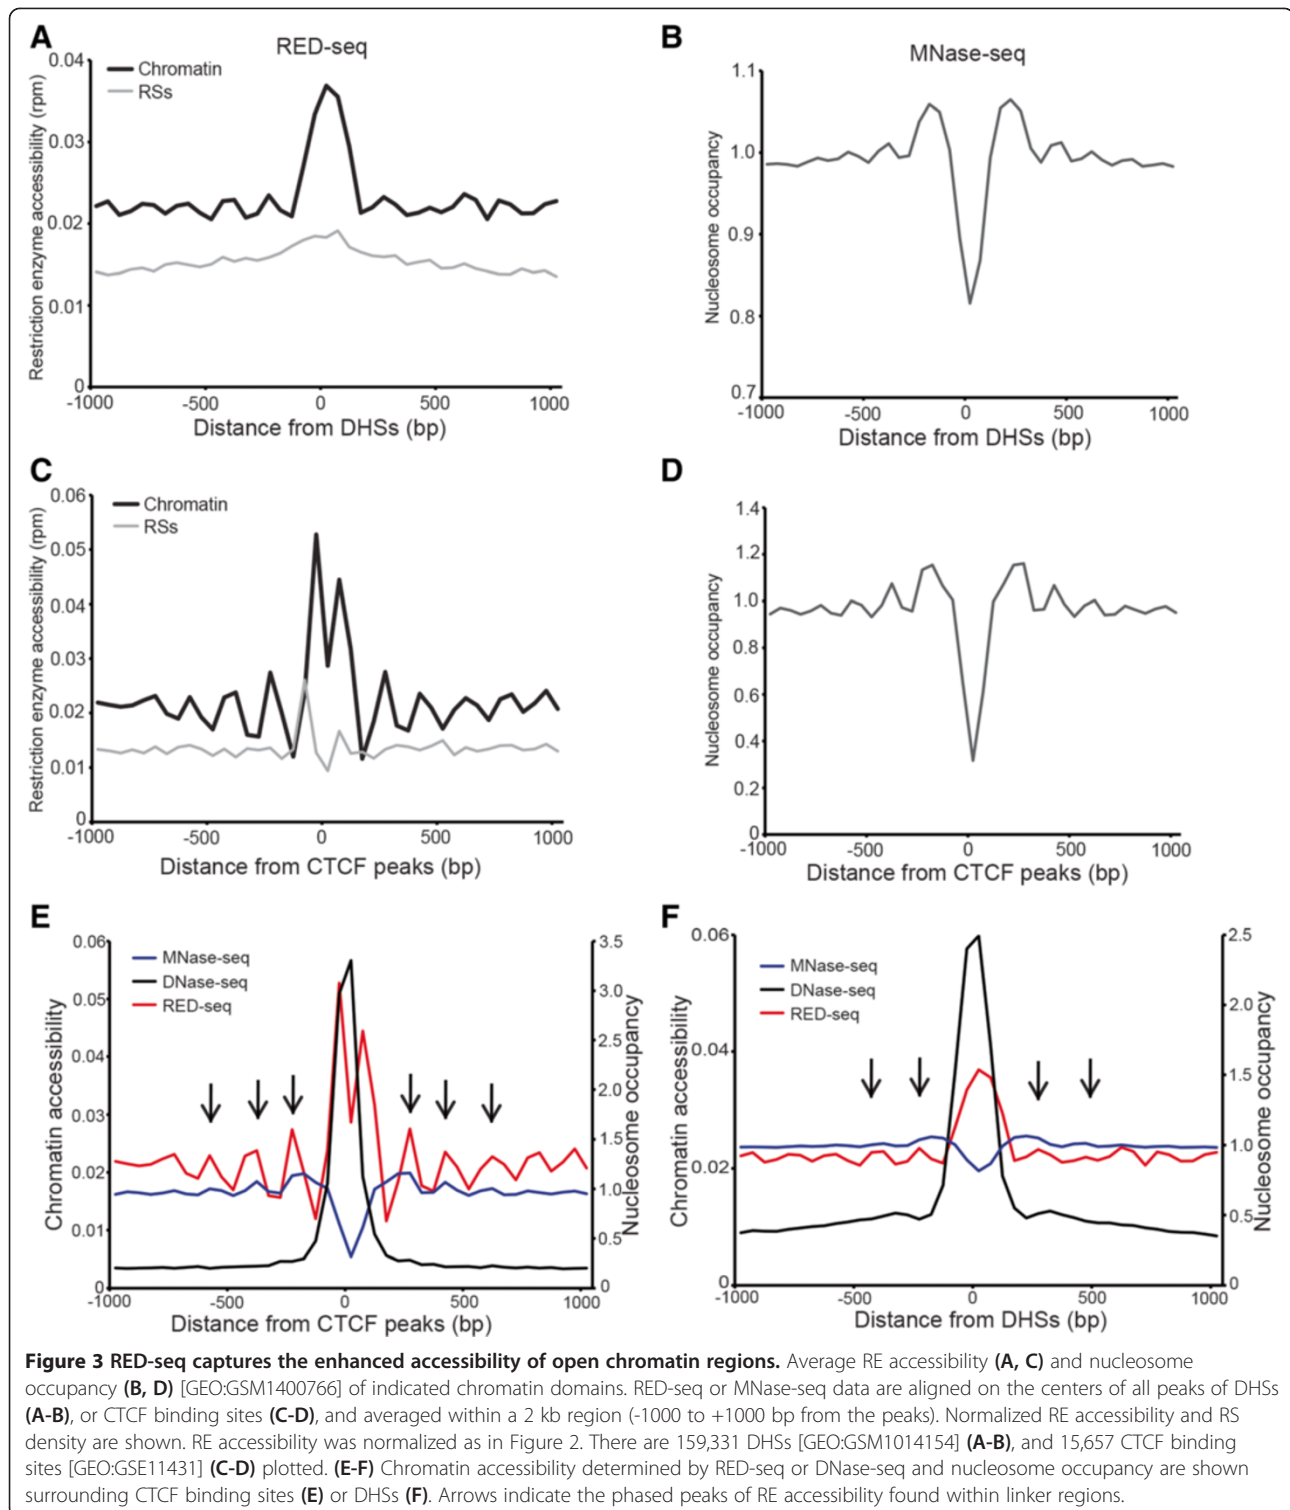 A
RED-seq
Chromatin
RSs
Restriction enzyme accessibility (rpm)
0.04
0.03
0.02
0.01
0
-1000
-500
0
500
1000
Distance from DHSs (bp)
B
MNase-seq
Nucleosome occupancy
1.1
1.0
0.9
0.8
0.7
-1000
-500
0
500
1000
Distance from DHSs (bp)
C
Chromatin
RSs
Restriction enzyme accessibility (rpm)
0.06
0.05
0.04
0.03
0.02
0.01
0
-1000
-500
0
500
1000
Distance from CTCF peaks (bp)
D
Nucleosome occupancy
1.4
1.2
1.0
0.8
0.6
0.4
0.2
0
-1000
-500
0
500
1000
Distance from CTCF peaks (bp)
E
MNase-seq
DNase-seq
RED-seq
Chromatin accessibility
0.06
0.05
0.04
0.03
0.02
0.01
0
3.5
3.0
2.5
2.0
1.5
1.0
0.5
0
Nucleosome occupancy
-1000
-500
0
500
1000
Distance from CTCF peaks (bp)
F
MNase-seq
DNase-seq
RED-seq
Chromatin accessibility
0.06
0.04
0.02
0
2.5
2.0
1.5
1.0
0.5
0
Nucleosome occupancy
-1000
-500
0
500
1000
Distance from DHSs (bp)
Figure 3 RED-seq captures the enhanced accessibility of open chromatin regions. Average RE accessibility (A, C) and nucleosome
occupancy (B, D) [GEO:GSM1400766] of indicated chromatin domains. RED-seq or MNase-seq data are aligned on the centers of all peaks of DHSs
(A-B), or CTCF binding sites (C-D), and averaged within a 2 kb region (-1000 to +1000 bp from the peaks). Normalized RE accessibility and RS
density are shown. RE accessibility was normalized as in Figure 2. There are 159,331 DHSs [GEO:GSM1014154] (A-B), and 15,657 CTCF binding
sites [GEO:GSE11431] (C-D) plotted. (E-F) Chromatin accessibility determined by RED-seq or DNase-seq and nucleosome occupancy are shown
surrounding CTCF binding sites (E) or DHSs (F). Arrows indicate the phased peaks of RE accessibility found within linker regions.